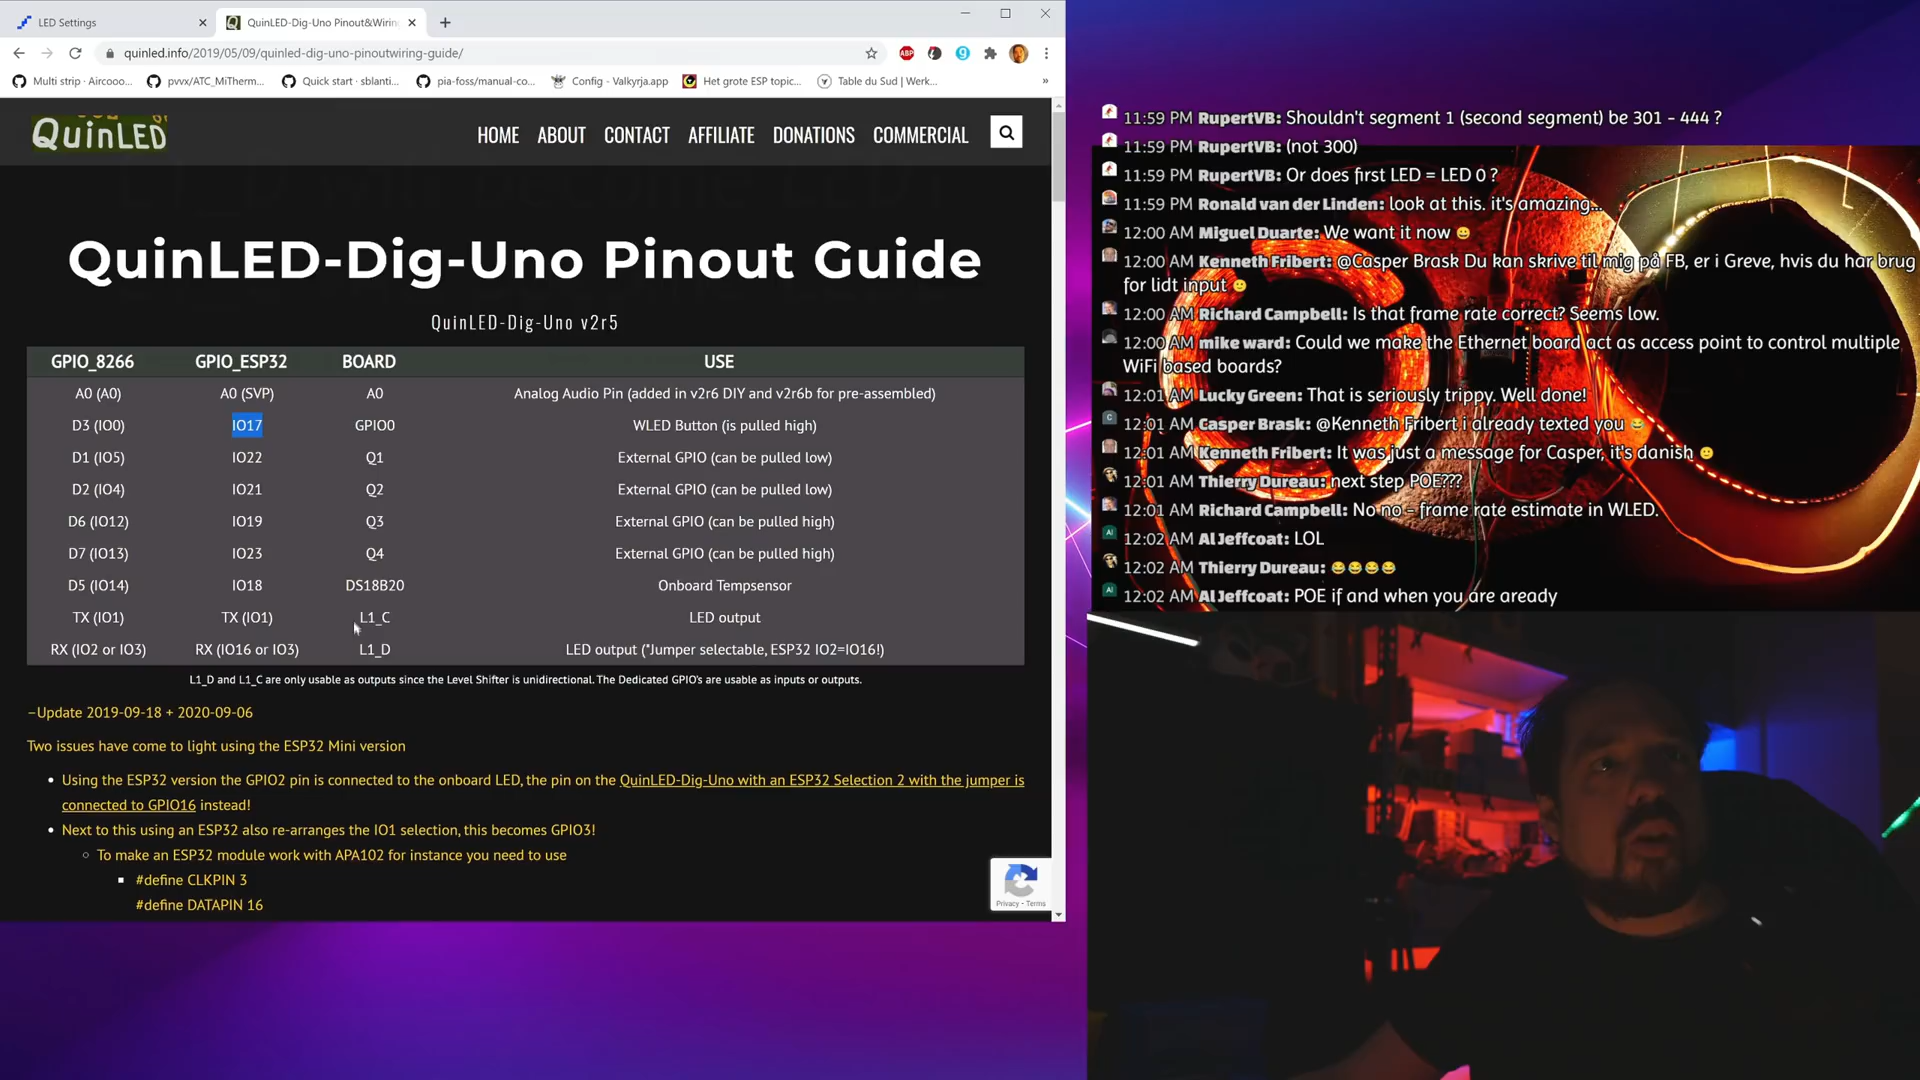 LED Settings
QuinLED-Dig-Uno Pinout&Wiring
quinled.info/2019/05/09/quinled-dig-uno-pinoutwiring-guide/
ABP
Multi strip · Aircooo...
pvvx/ATC_MiTherm...
Quick start · sblanti...
pia-foss/manual-co...
Config - Valkyrja.app
Het grote ESP topic...
Table du Sud | Werk...
QuinLED
HOME ABOUT CONTACT AFFILIATE DONATIONS COMMERCIAL
QuinLED-Dig-Uno Pinout Guide
QuinLED-Dig-Uno v2r5
GPIO_8266 GPIO_ESP32 BOARD USE
A0 (A0) A0 (SVP) A0 Analog Audio Pin (added in v2r6 DIY and v2r6b for pre-assembled)
D3 (IO0) IO17 GPIO0 WLED Button (is pulled high)
D1 (IO5) IO22 Q1 External GPIO (can be pulled low)
D2 (IO4) IO21 Q2 External GPIO (can be pulled low)
D6 (IO12) IO19 Q3 External GPIO (can be pulled high)
D7 (IO13) IO23 Q4 External GPIO (can be pulled high)
D5 (IO14) IO18 DS18B20 Onboard Tempsensor
TX (IO1) TX (IO1) L1_C LED output
RX (IO2 or IO3) RX (IO16 or IO3) L1_D LED output (*Jumper selectable, ESP32 IO2=IO16!)
L1_D and L1_C are only usable as outputs since the Level Shifter is unidirectional. The Dedicated GPIO's are usable as inputs or outputs.
–Update 2019-09-18 + 2020-09-06
Two issues have come to light using the ESP32 Mini version
Using the ESP32 version the GPIO2 pin is connected to the onboard LED, the pin on the QuinLED-Dig-Uno with an ESP32 Selection 2 with the jumper is
connected to GPIO16 instead!
Next to this using an ESP32 also re-arranges the IO1 selection, this becomes GPIO3!
To make an ESP32 module work with APA102 for instance you need to use
#define CLKPIN 3
#define DATAPIN 16
Privacy - Terms
11:59 PM RupertVB: Shouldn't segment 1 (second segment) be 301 - 444 ?
11:59 PM RupertVB: (not 300)
11:59 PM RupertVB: Or does first LED = LED 0 ?
11:59 PM Ronald van der Linden: look at this. it's amazing...
12:00 AM Miguel Duarte: We want it now 😀
12:00 AM Kenneth Fribert: @Casper Brask Du kan skrive til mig på FB, er i Greve, hvis du har brug
for lidt input 🙂
12:00 AM Richard Campbell: Is that frame rate correct? Seems low.
12:00 AM mike ward: Could we make the Ethernet board act as access point to control multiple
WiFi based boards?
12:01 AM Lucky Green: That is seriously trippy. Well done!
12:01 AM Casper Brask: @Kenneth Fribert i already texted you 😂
12:01 AM Kenneth Fribert: It was just a message for Casper, it's danish 🙂
12:01 AM Thierry Dureau: next step POE???
12:01 AM Richard Campbell: No no - frame rate estimate in WLED.
12:02 AM Al Jeffcoat: LOL
12:02 AM Thierry Dureau: 😂😂😂😂
12:02 AM Al Jeffcoat: POE if and when you are aready